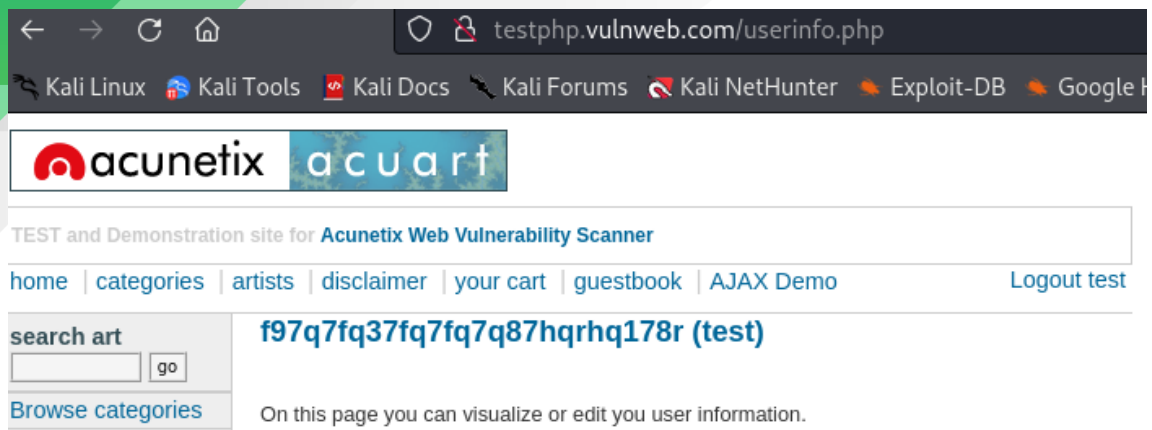 testphp.vulnweb.com/userinfo.php
Kali Linux Kali Tools Kali Docs Kali Forums Kali NetHunter Exploit-DB Google
acunetix acuart
TEST and Demonstration site for Acunetix Web Vulnerability Scanner
home | categories | artists | disclaimer | your cart | guestbook | AJAX Demo Logout test
search art
go
f97q7fq37fq7fq7q87hqrhq178r (test)
Browse categories
On this page you can visualize or edit you user information.